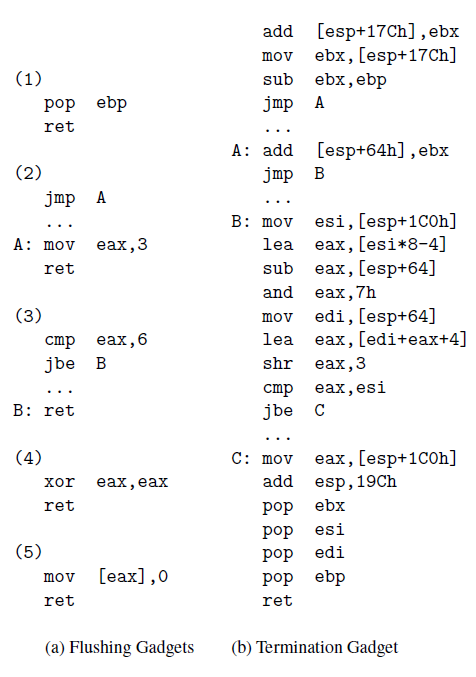 (1)
pop ebp
ret
(2)
jmp A
...
A: mov eax,3
ret
(3)
cmp eax,6
jbe B
...
B: ret
(4)
xor eax,eax
ret
(5)
mov [eax],0
ret
(a) Flushing Gadgets
add [esp+17Ch],ebx
mov ebx,[esp+17Ch]
sub ebx,ebp
jmp A
...
A: add [esp+64h],ebx
jmp B
...
B: mov esi,[esp+1C0h]
lea eax,[esi*8-4]
sub eax,[esp+64]
and eax,7h
mov edi,[esp+64]
lea eax,[edi+eax+4]
shr eax,3
cmp eax,esi
jbe C
...
C: mov eax,[esp+1C0h]
add esp,19Ch
pop ebx
pop esi
pop edi
pop ebp
ret
(b) Termination Gadget